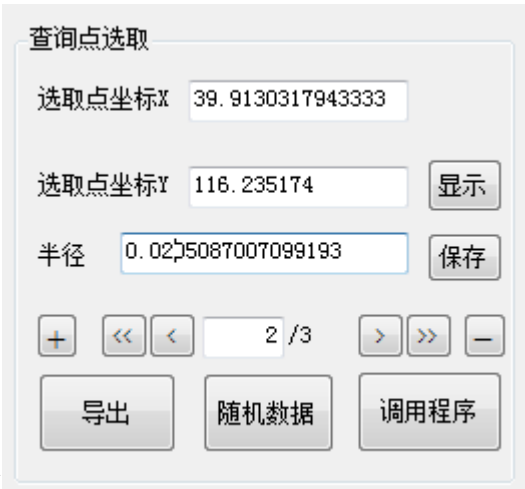 查询点选取
选取点坐标X 39.9130317943333
选取点坐标Y 116.235174 显示
半径 0.0205087007099193 保存
+ << < 2 /3 > >> −
导出 随机数据 调用程序